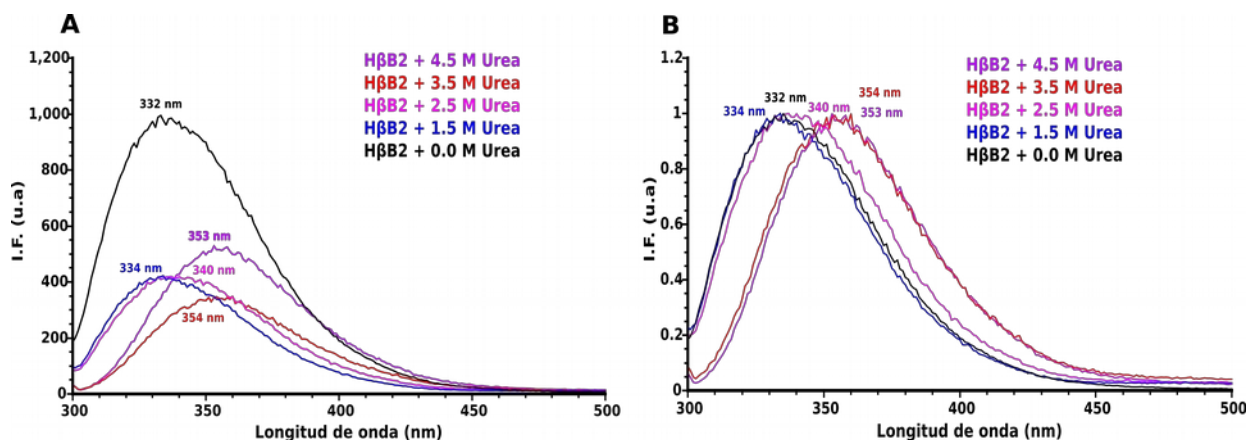 A
1,200
1,000
800
600
400
200
0
I.F. (u.a)
300
350
400
450
500
Longitud de onda (nm)
HβB2 + 4.5 M Urea
HβB2 + 3.5 M Urea
HβB2 + 2.5 M Urea
HβB2 + 1.5 M Urea
HβB2 + 0.0 M Urea
332 nm
353 nm
334 nm
340 nm
354 nm
B
1.2
1
0.8
0.6
0.4
0.2
0
I.F. (u.a)
300
350
400
450
500
Longitud de onda (nm)
HβB2 + 4.5 M Urea
HβB2 + 3.5 M Urea
HβB2 + 2.5 M Urea
HβB2 + 1.5 M Urea
HβB2 + 0.0 M Urea
354 nm
332 nm
334 nm
340 nm
353 nm